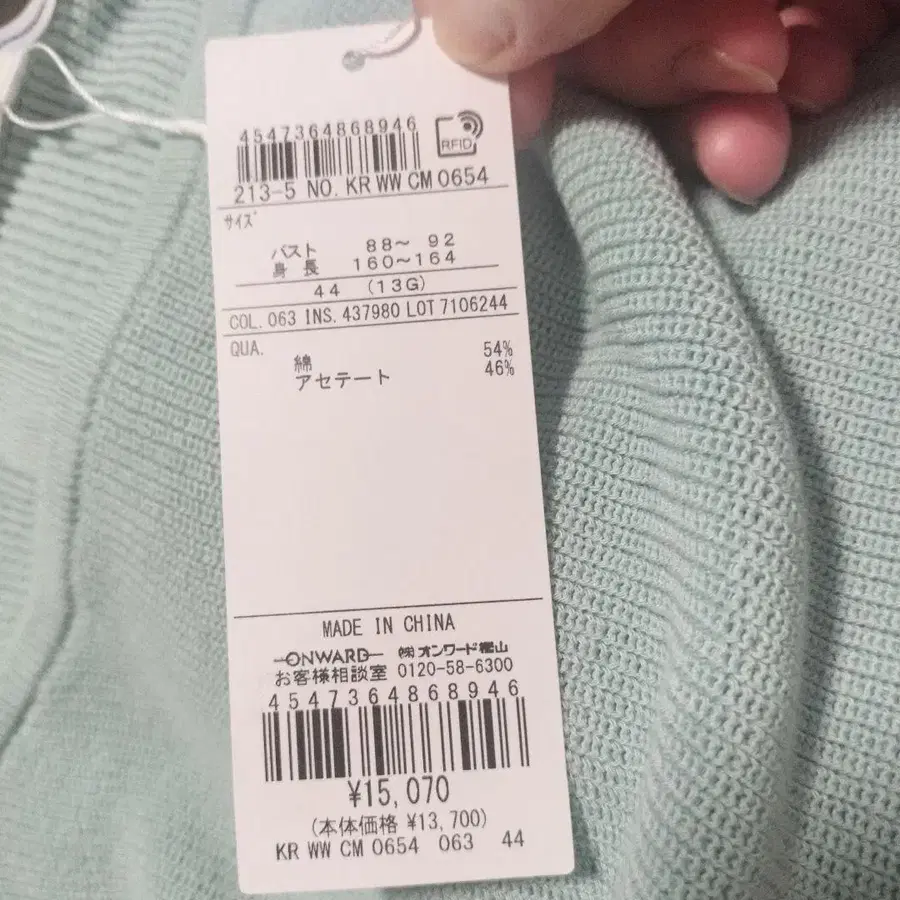 4547364868946
RFID
213-5 NO. KR WW CM 0654
サイズ
バスト 88～ 92
身長 160～164
44 (13G)
COL. 063 INS. 437980 LOT 7106244
QUA.
綿 54%
アセテート 46%
MADE IN CHINA
ONWARD ㈱オンワード樫山
お客様相談室 0120-58-6300
4547364868946
¥15,070
(本体価格 ¥13,700)
KR WW CM 0654 063 44